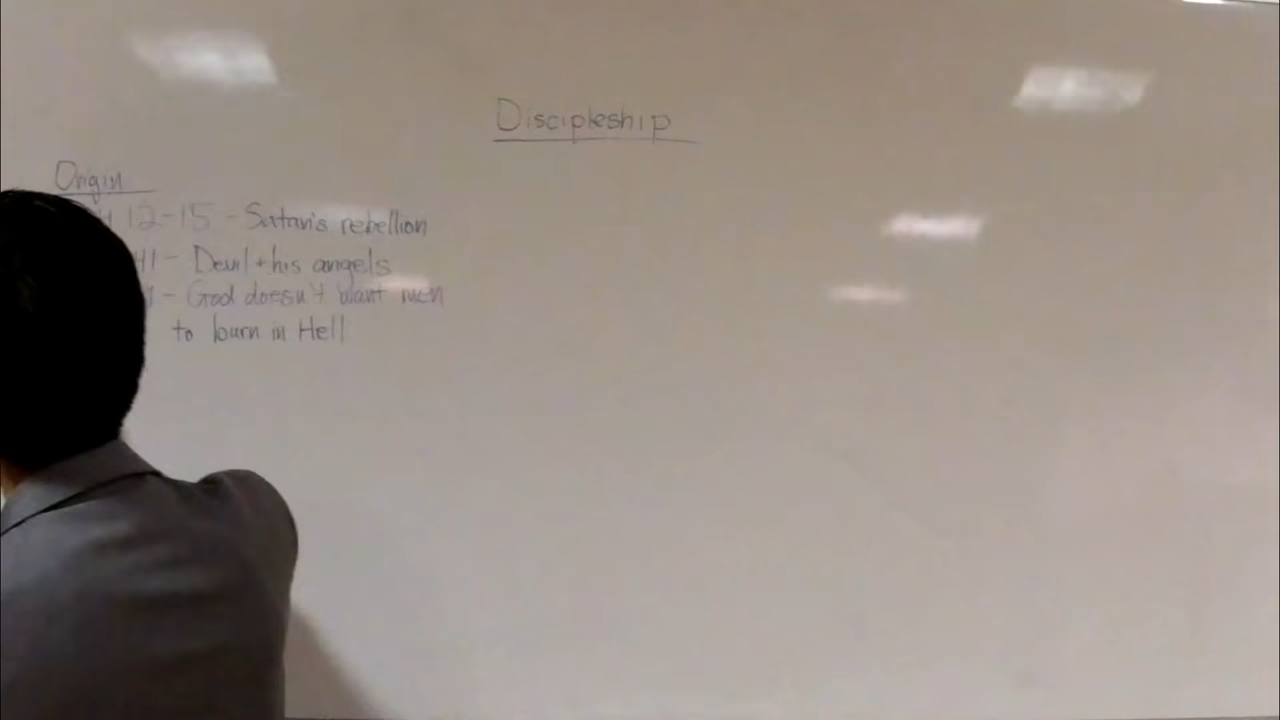 Discipleship
Origin
12-15 - Satan's rebellion
41 - Devil + his angels
- God doesn't want men
to burn in Hell